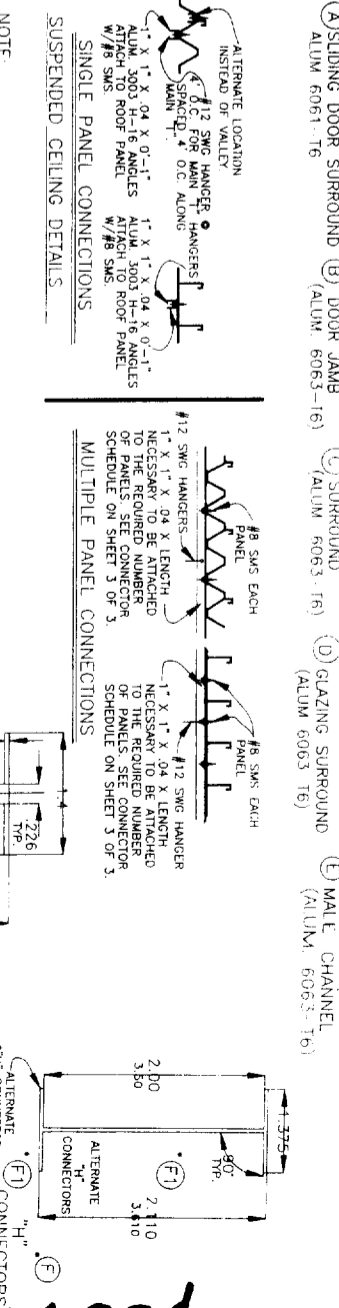 (A) SLIDING DOOR SURROUND
ALUM 6061-T6
(B) DOOR JAMB
(ALUM. 6063-T6)
(C) SURROUND
(ALUM 6063-T6)
(D) GLAZING SURROUND
(ALUM 6063 T6)
(E) MALE CHANNEL
(ALUM. 6063-T6)
ALTERNATE LOCATION
INSTEAD OF VALLEY.
#12 SWG HANGER @
4' O.C. FOR MAIN "T" HANGERS
SPACED 4' O.C. ALONG
MAIN "T".
1" X 1" X .04 X 0'-1"
ALUM. 3003 H-16 ANGLES
ATTACH TO ROOF PANEL
W/#8 SMS.
1" X 1" X .04 X 0'-1"
ALUM. 3003 H-16 ANGLES
ATTACH TO ROOF PANEL
W/#8 SMS.
SINGLE PANEL CONNECTIONS
SUSPENDED CEILING DETAILS
NOTE:
#8 SMS EACH
PANEL
#12 SWG HANGERS
1" X 1" X .04 X LENGTH
NECESSARY TO BE ATTACHED
TO THE REQUIRED NUMBER
OF PANELS. SEE CONNECTOR
SCHEDULE ON SHEET 3 OF 3.
#8 SMS EACH
PANEL
#12 SWG HANGER
1" X 1" X .04 X LENGTH
NECESSARY TO BE ATTACHED
TO THE REQUIRED NUMBER
OF PANELS. SEE CONNECTOR
SCHEDULE ON SHEET 3 OF 3.
MULTIPLE PANEL CONNECTIONS
.226
TYP.
1.375
90°
TYP.
2.00
3.50
2.110
3.610
(F1)
ALTERNATE
"H"
CONNECTORS
ALTERNATE
(F1)
"H"
(F)
CONNECTORS